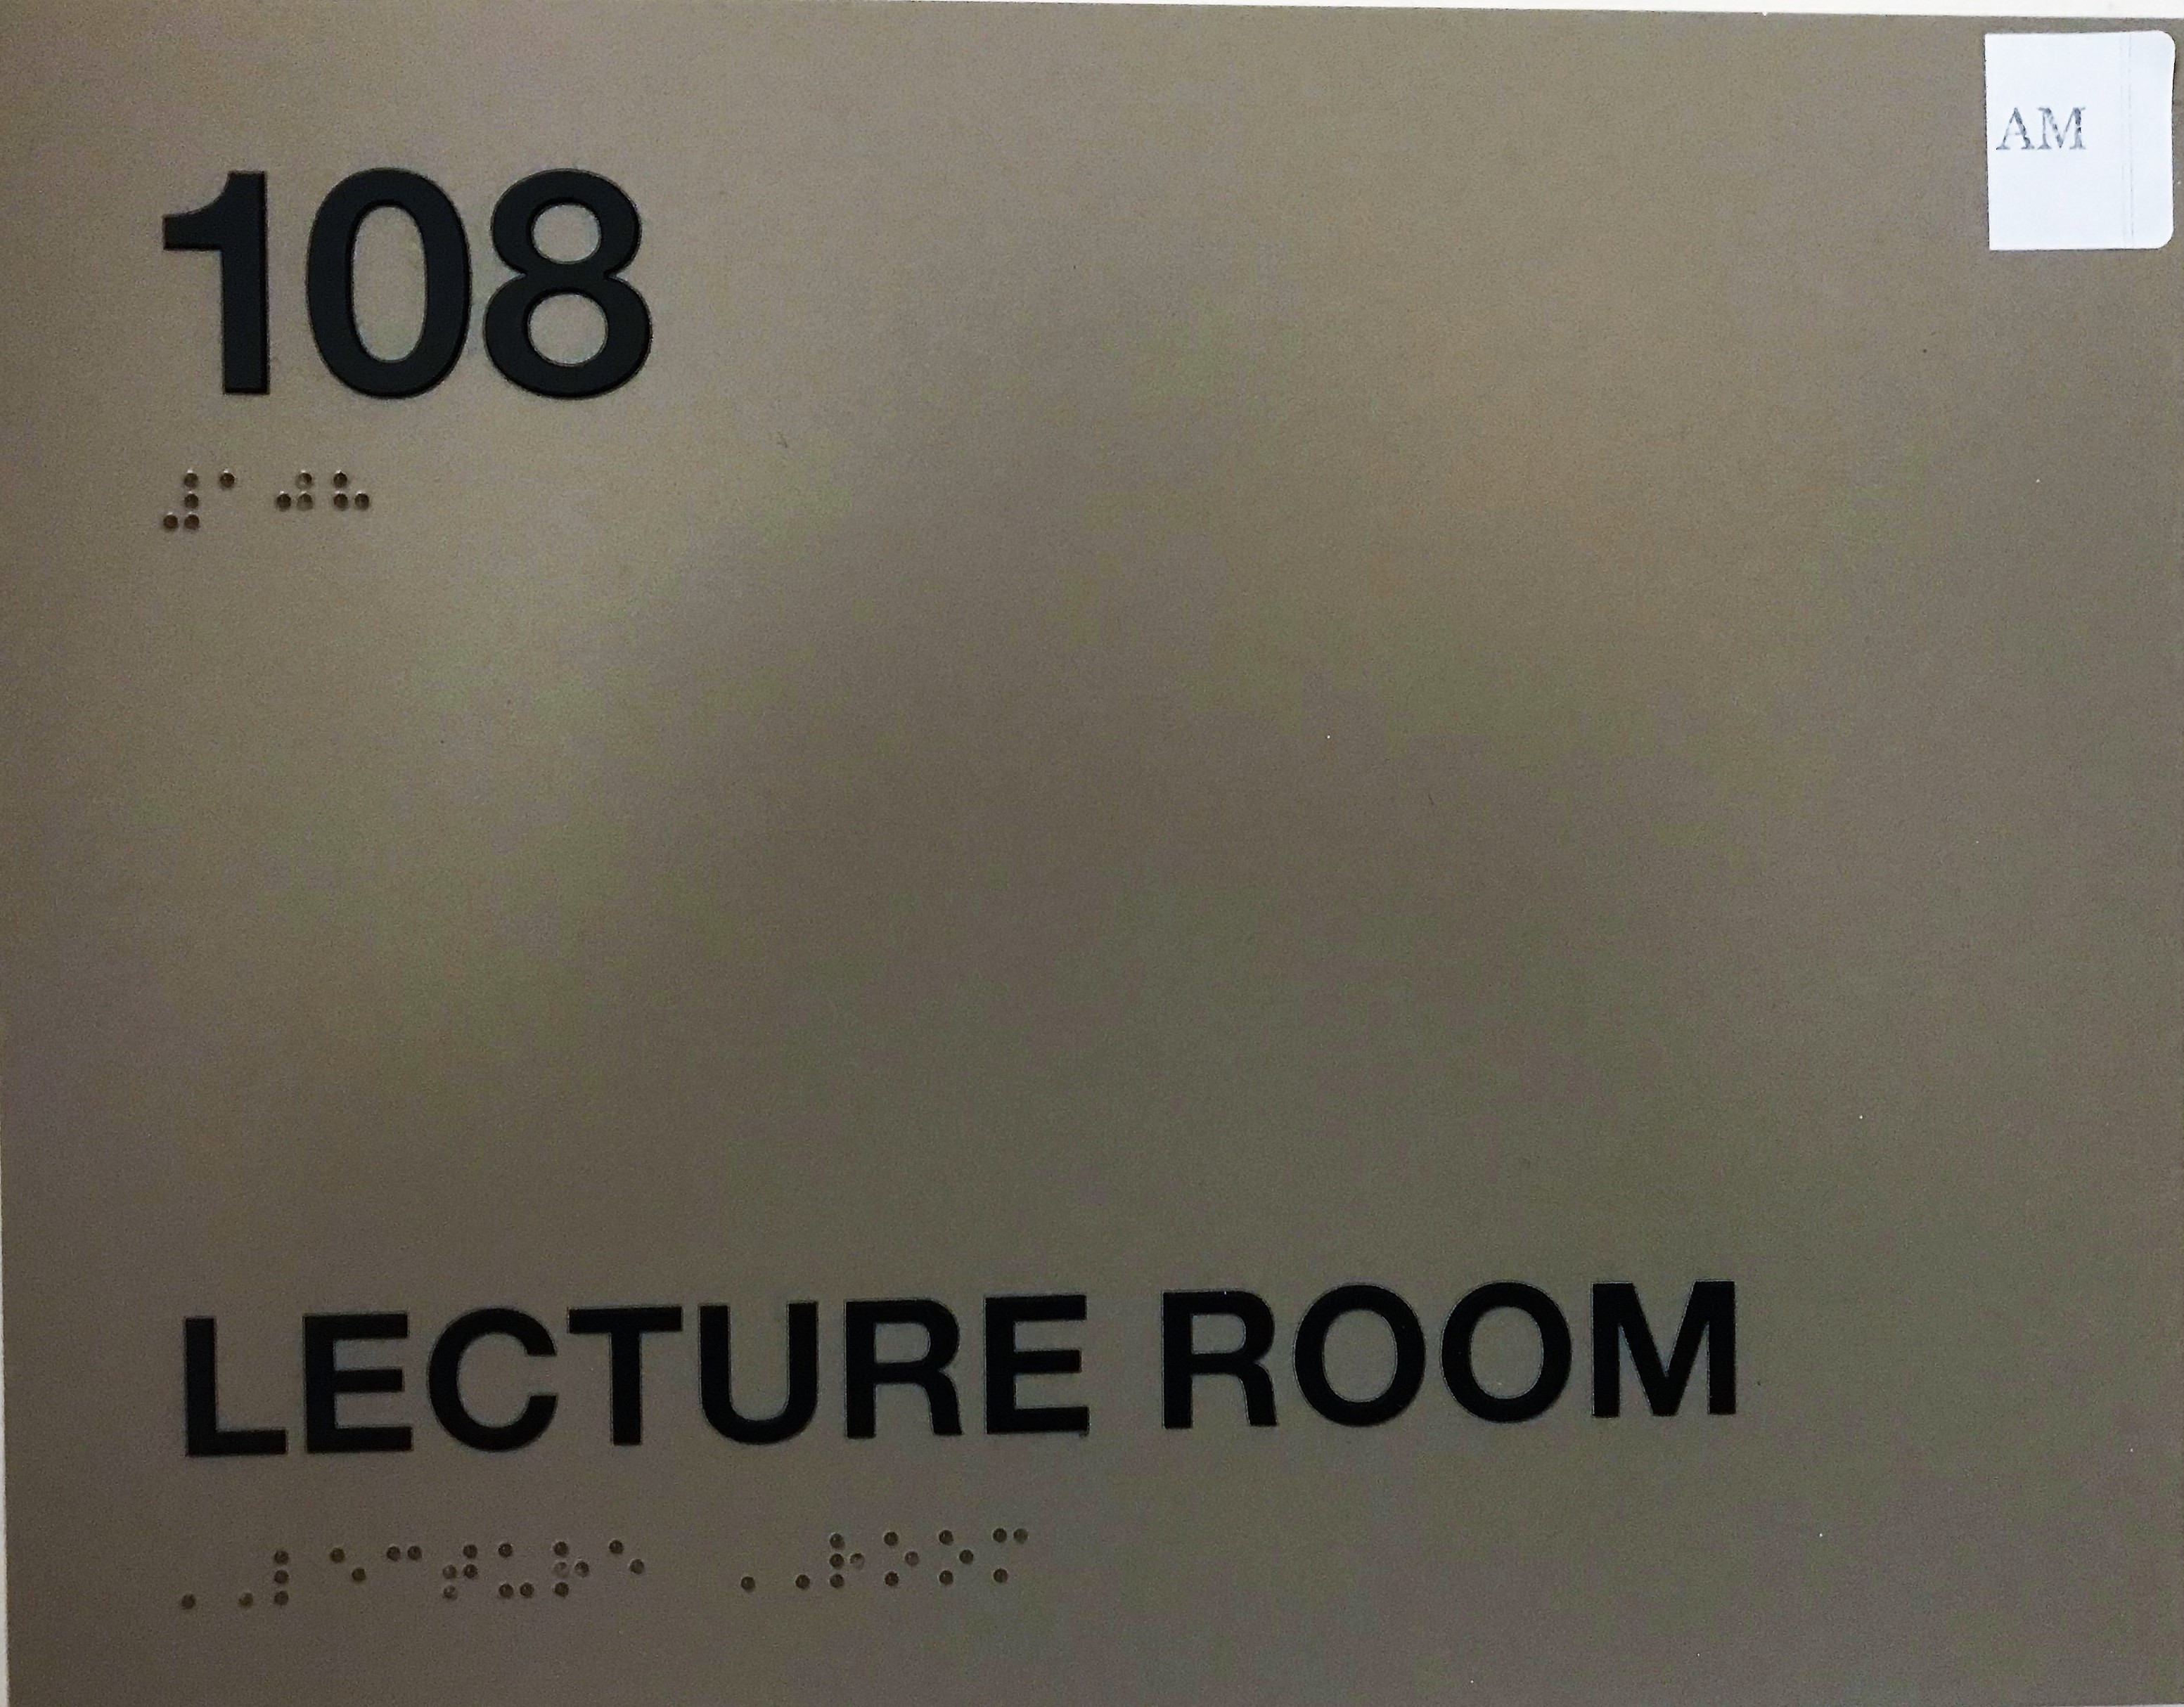 AM
108
⠼⠁⠚⠓
LECTURE ROOM
⠠⠠⠇⠑⠉⠞⠥⠗⠑ ⠠⠠⠗⠕⠕⠍